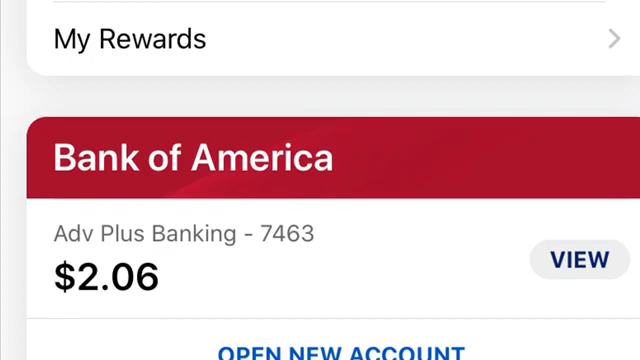 My Rewards
Bank of America
Adv Plus Banking - 7463
$2.06
VIEW
OPEN NEW ACCOUNT